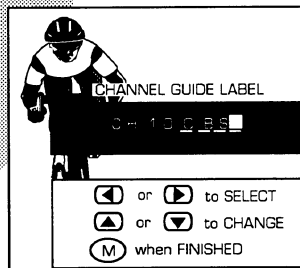 CHANNEL GUIDE LABEL
CH 10 CBS
or to SELECT
or to CHANGE
M when FINISHED